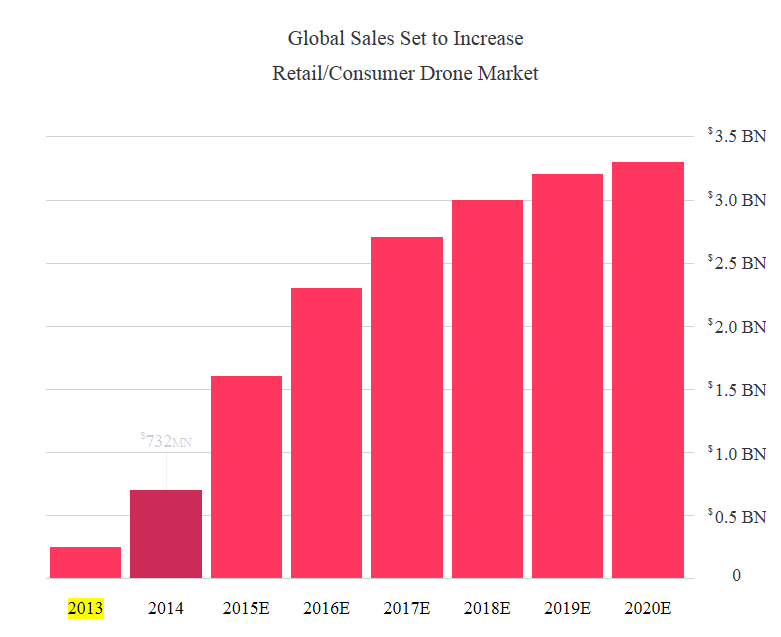 Global Sales Set to Increase
Retail/Consumer Drone Market
$3.5 BN
$3.0 BN
$2.5 BN
$2.0 BN
$1.5 BN
$732MN
$1.0 BN
$0.5 BN
0
2013 2014 2015E 2016E 2017E 2018E 2019E 2020E